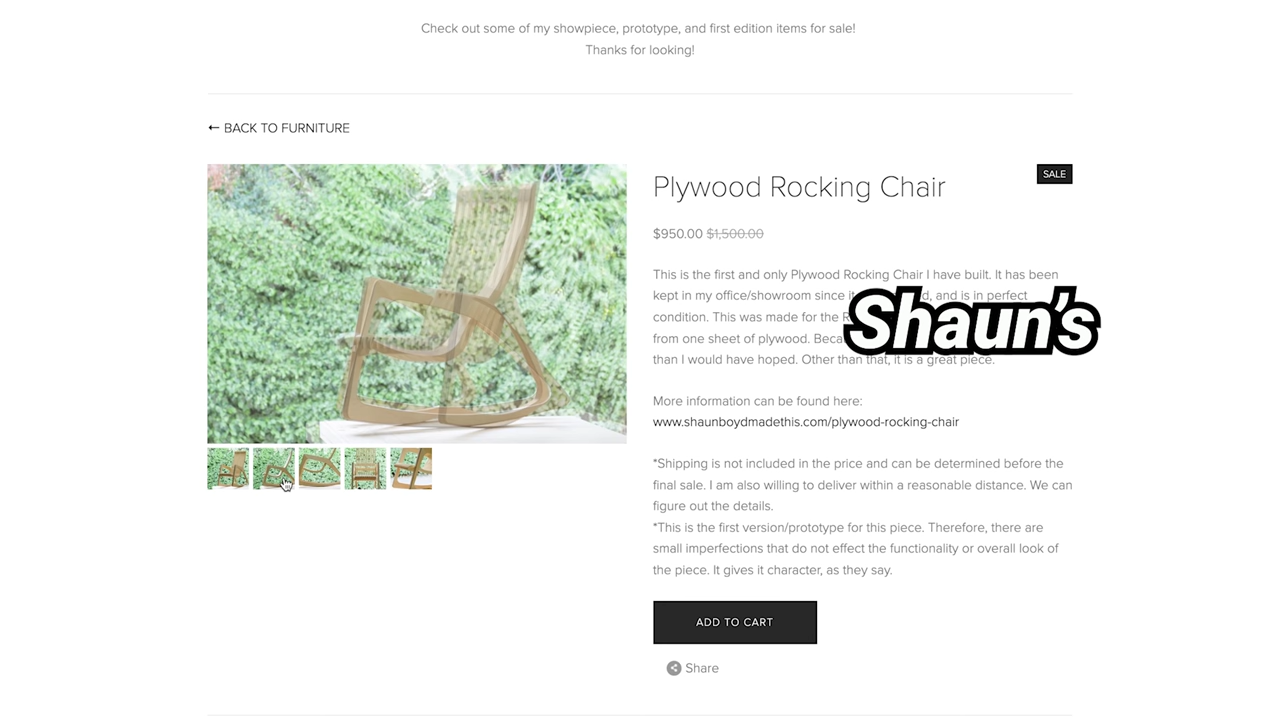 Check out some of my showpiece, prototype, and first edition items for sale!
Thanks for looking!
← BACK TO FURNITURE
SALE
Plywood Rocking Chair
$950.00 $1,500.00
This is the first and only Plywood Rocking Chair I have built. It has been
kept in my office/showroom since , and is in perfect
condition. This was made for the
from one sheet of plywood.
than I would have hoped. Other than that, it is a great piece.
Shaun's
More information can be found here:
www.shaunboydmadethis.com/plywood-rocking-chair
*Shipping is not included in the price and can be determined before the
final sale. I am also willing to deliver within a reasonable distance. We can
figure out the details.
*This is the first version/prototype for this piece. Therefore, there are
small imperfections that do not effect the functionality or overall look of
the piece. It gives it character, as they say.
ADD TO CART
Share